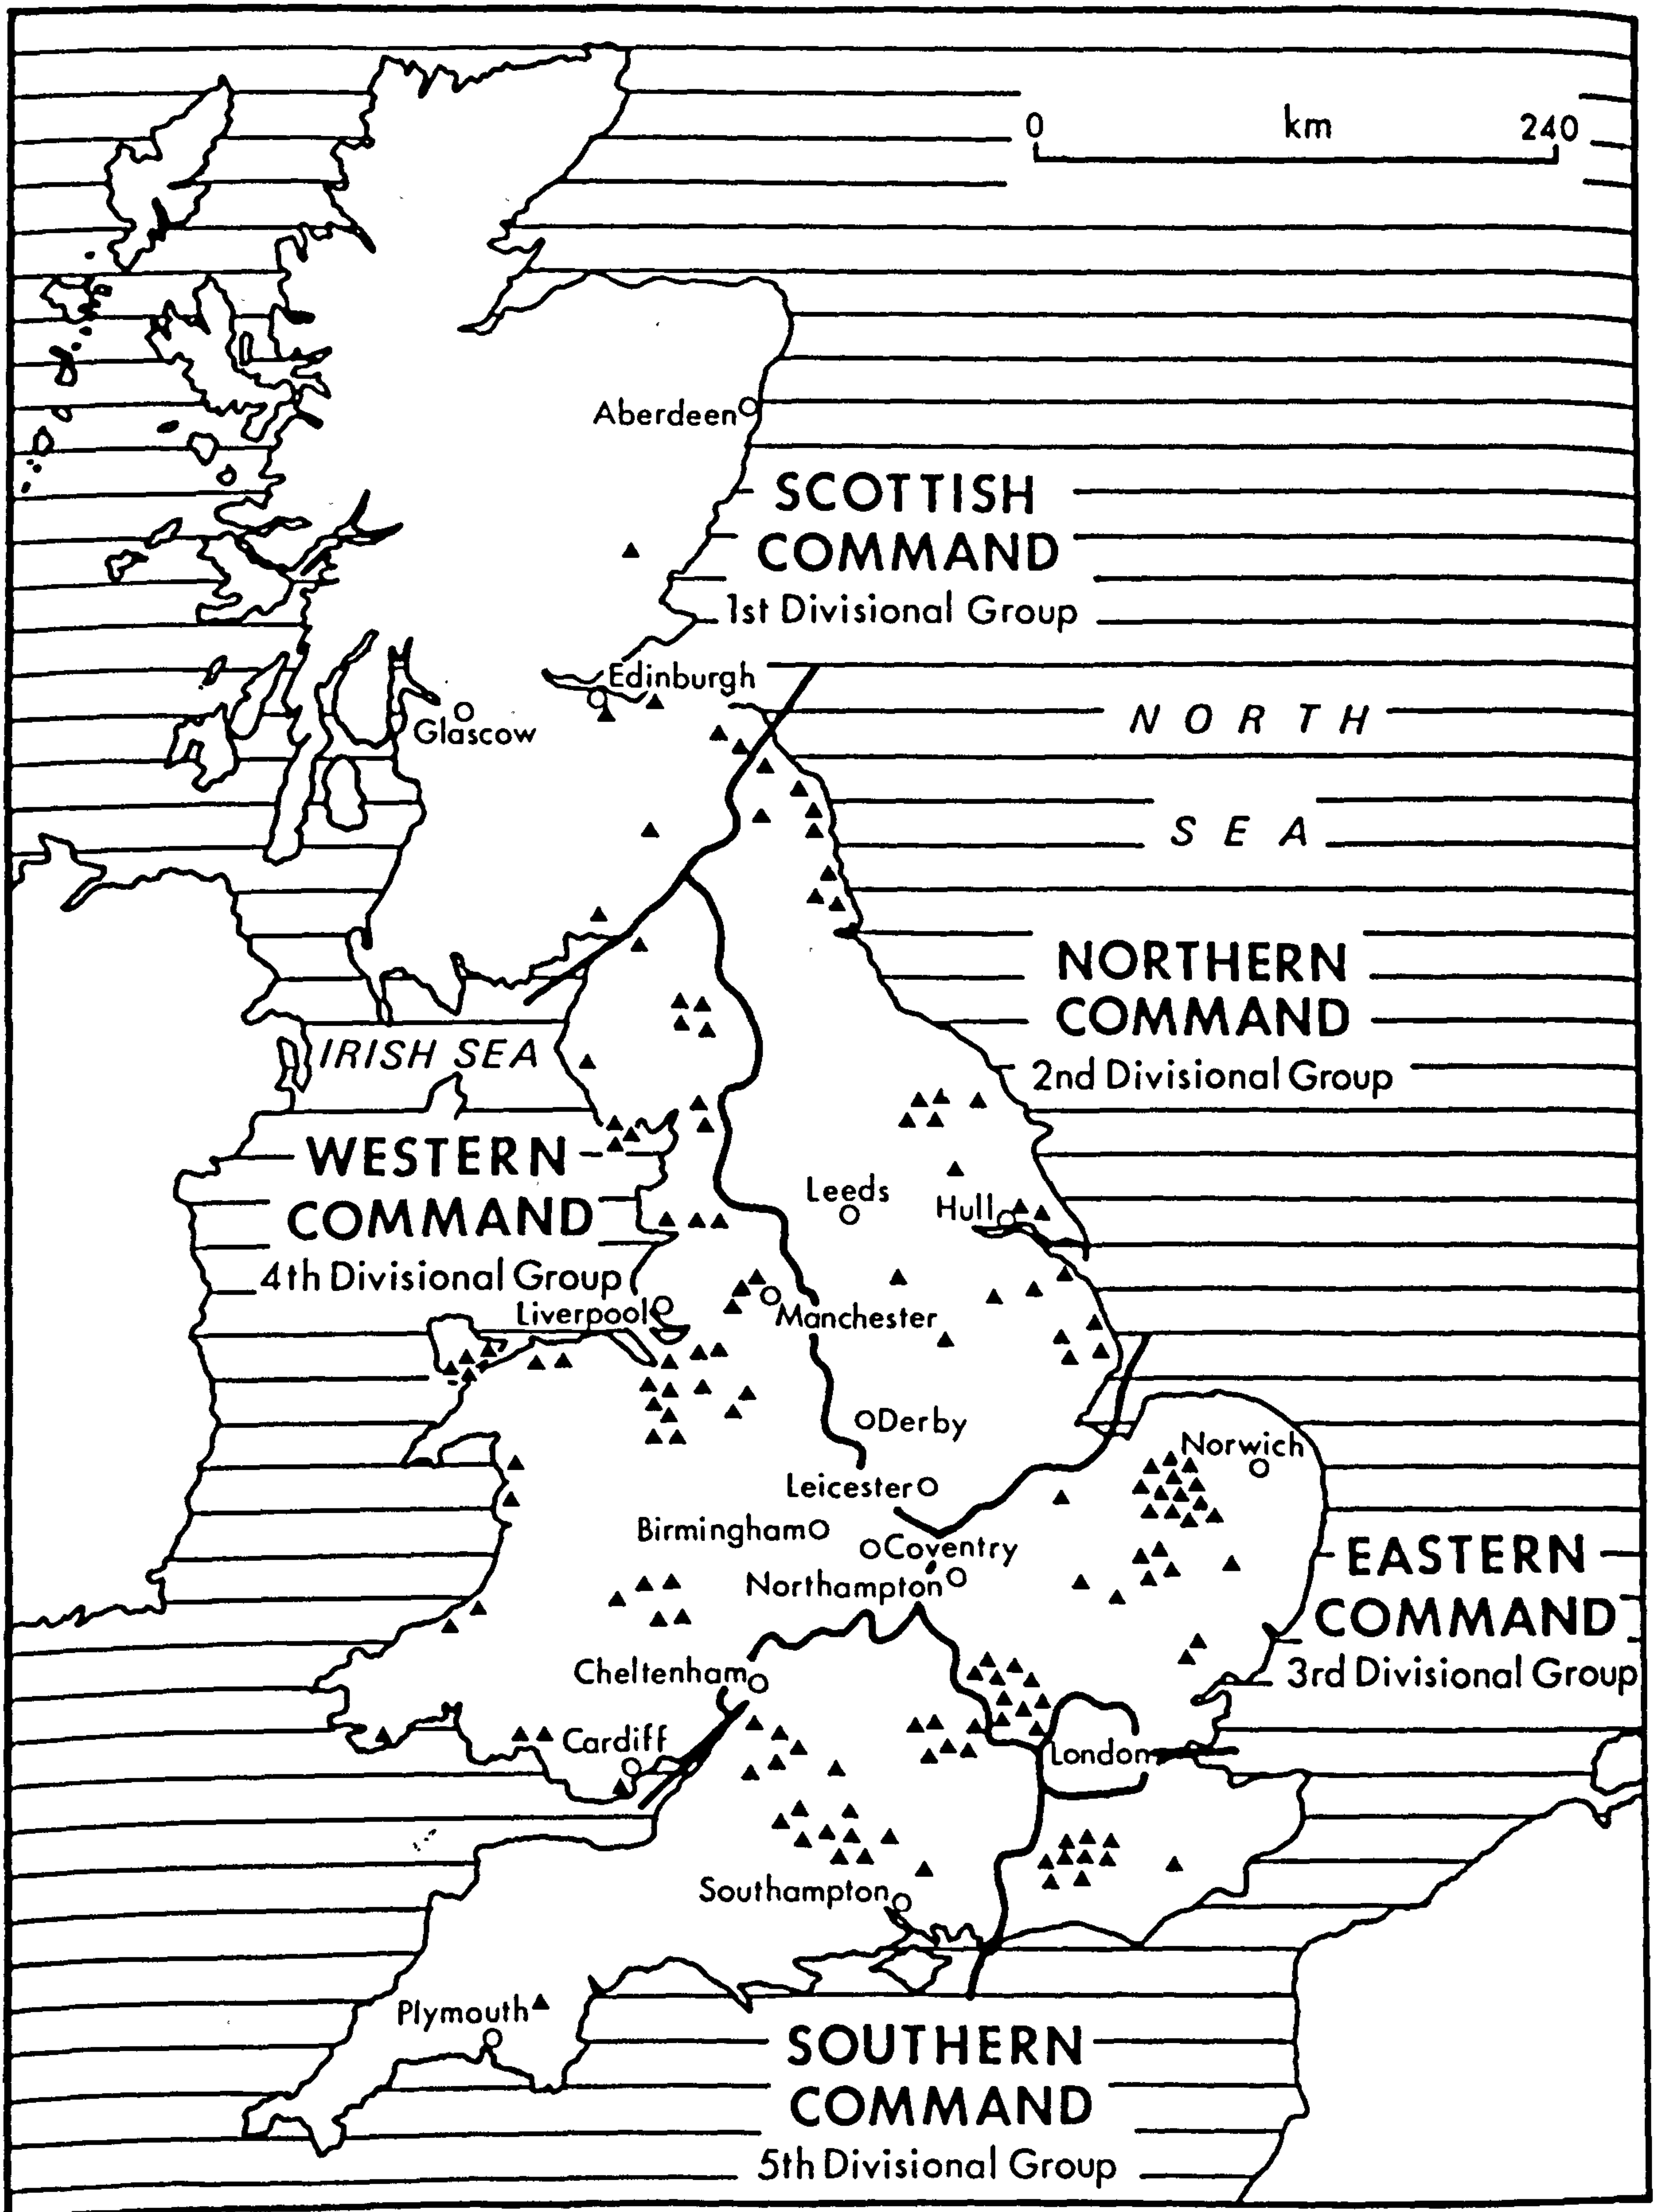 0 km 240
Aberdeen
SCOTTISH
COMMAND
1st Divisional Group
Edinburgh
Glascow
NORTH
SEA
NORTHERN
COMMAND
2nd Divisional Group
IRISH SEA
WESTERN
COMMAND
4th Divisional Group
Leeds
Hull
Liverpool
Manchester
Derby
Norwich
Leicester
Birmingham
Coventry
Northampton
EASTERN
COMMAND
3rd Divisional Group
Cheltenham
Cardiff
London
Southampton
Plymouth
SOUTHERN
COMMAND
5th Divisional Group